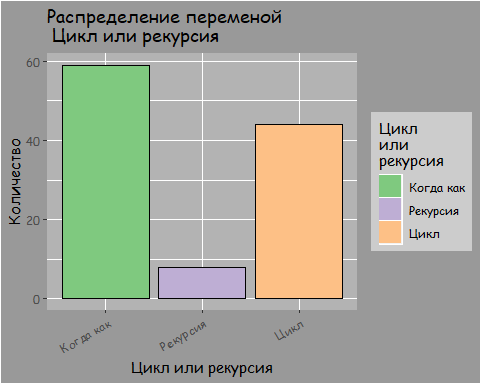 Распределение переменой
Цикл или рекурсия
Количество
60
40
20
0
Когда как
Рекурсия
Цикл
Цикл или рекурсия
Цикл
или
рекурсия
Когда как
Рекурсия
Цикл